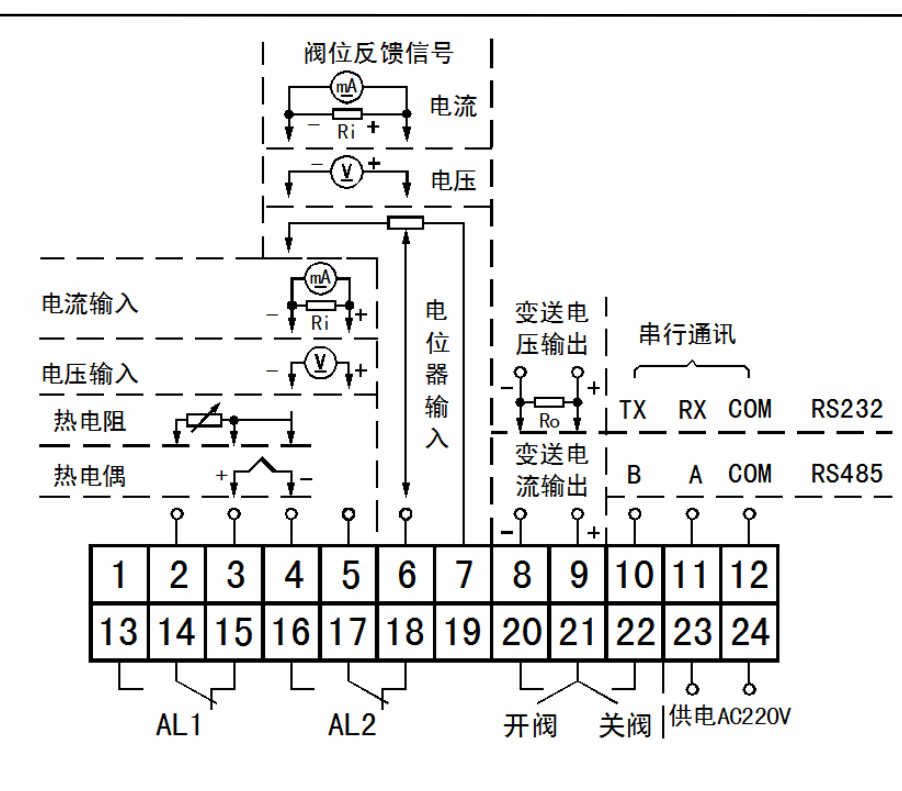 阀位反馈信号
mA
电流
- Ri +
- V +
电压
电流输入
mA
- Ri +
电压输入
- V +
热电阻
热电偶
+ -
电位器输入
变送电压输出
- +
Ro
变送电流输出
- +
串行通讯
TX RX COM RS232
B A COM RS485
1 2 3 4 5 6 7 8 9 10 11 12
13 14 15 16 17 18 19 20 21 22 23 24
AL1 AL2 开阀 关阀 供电AC220V